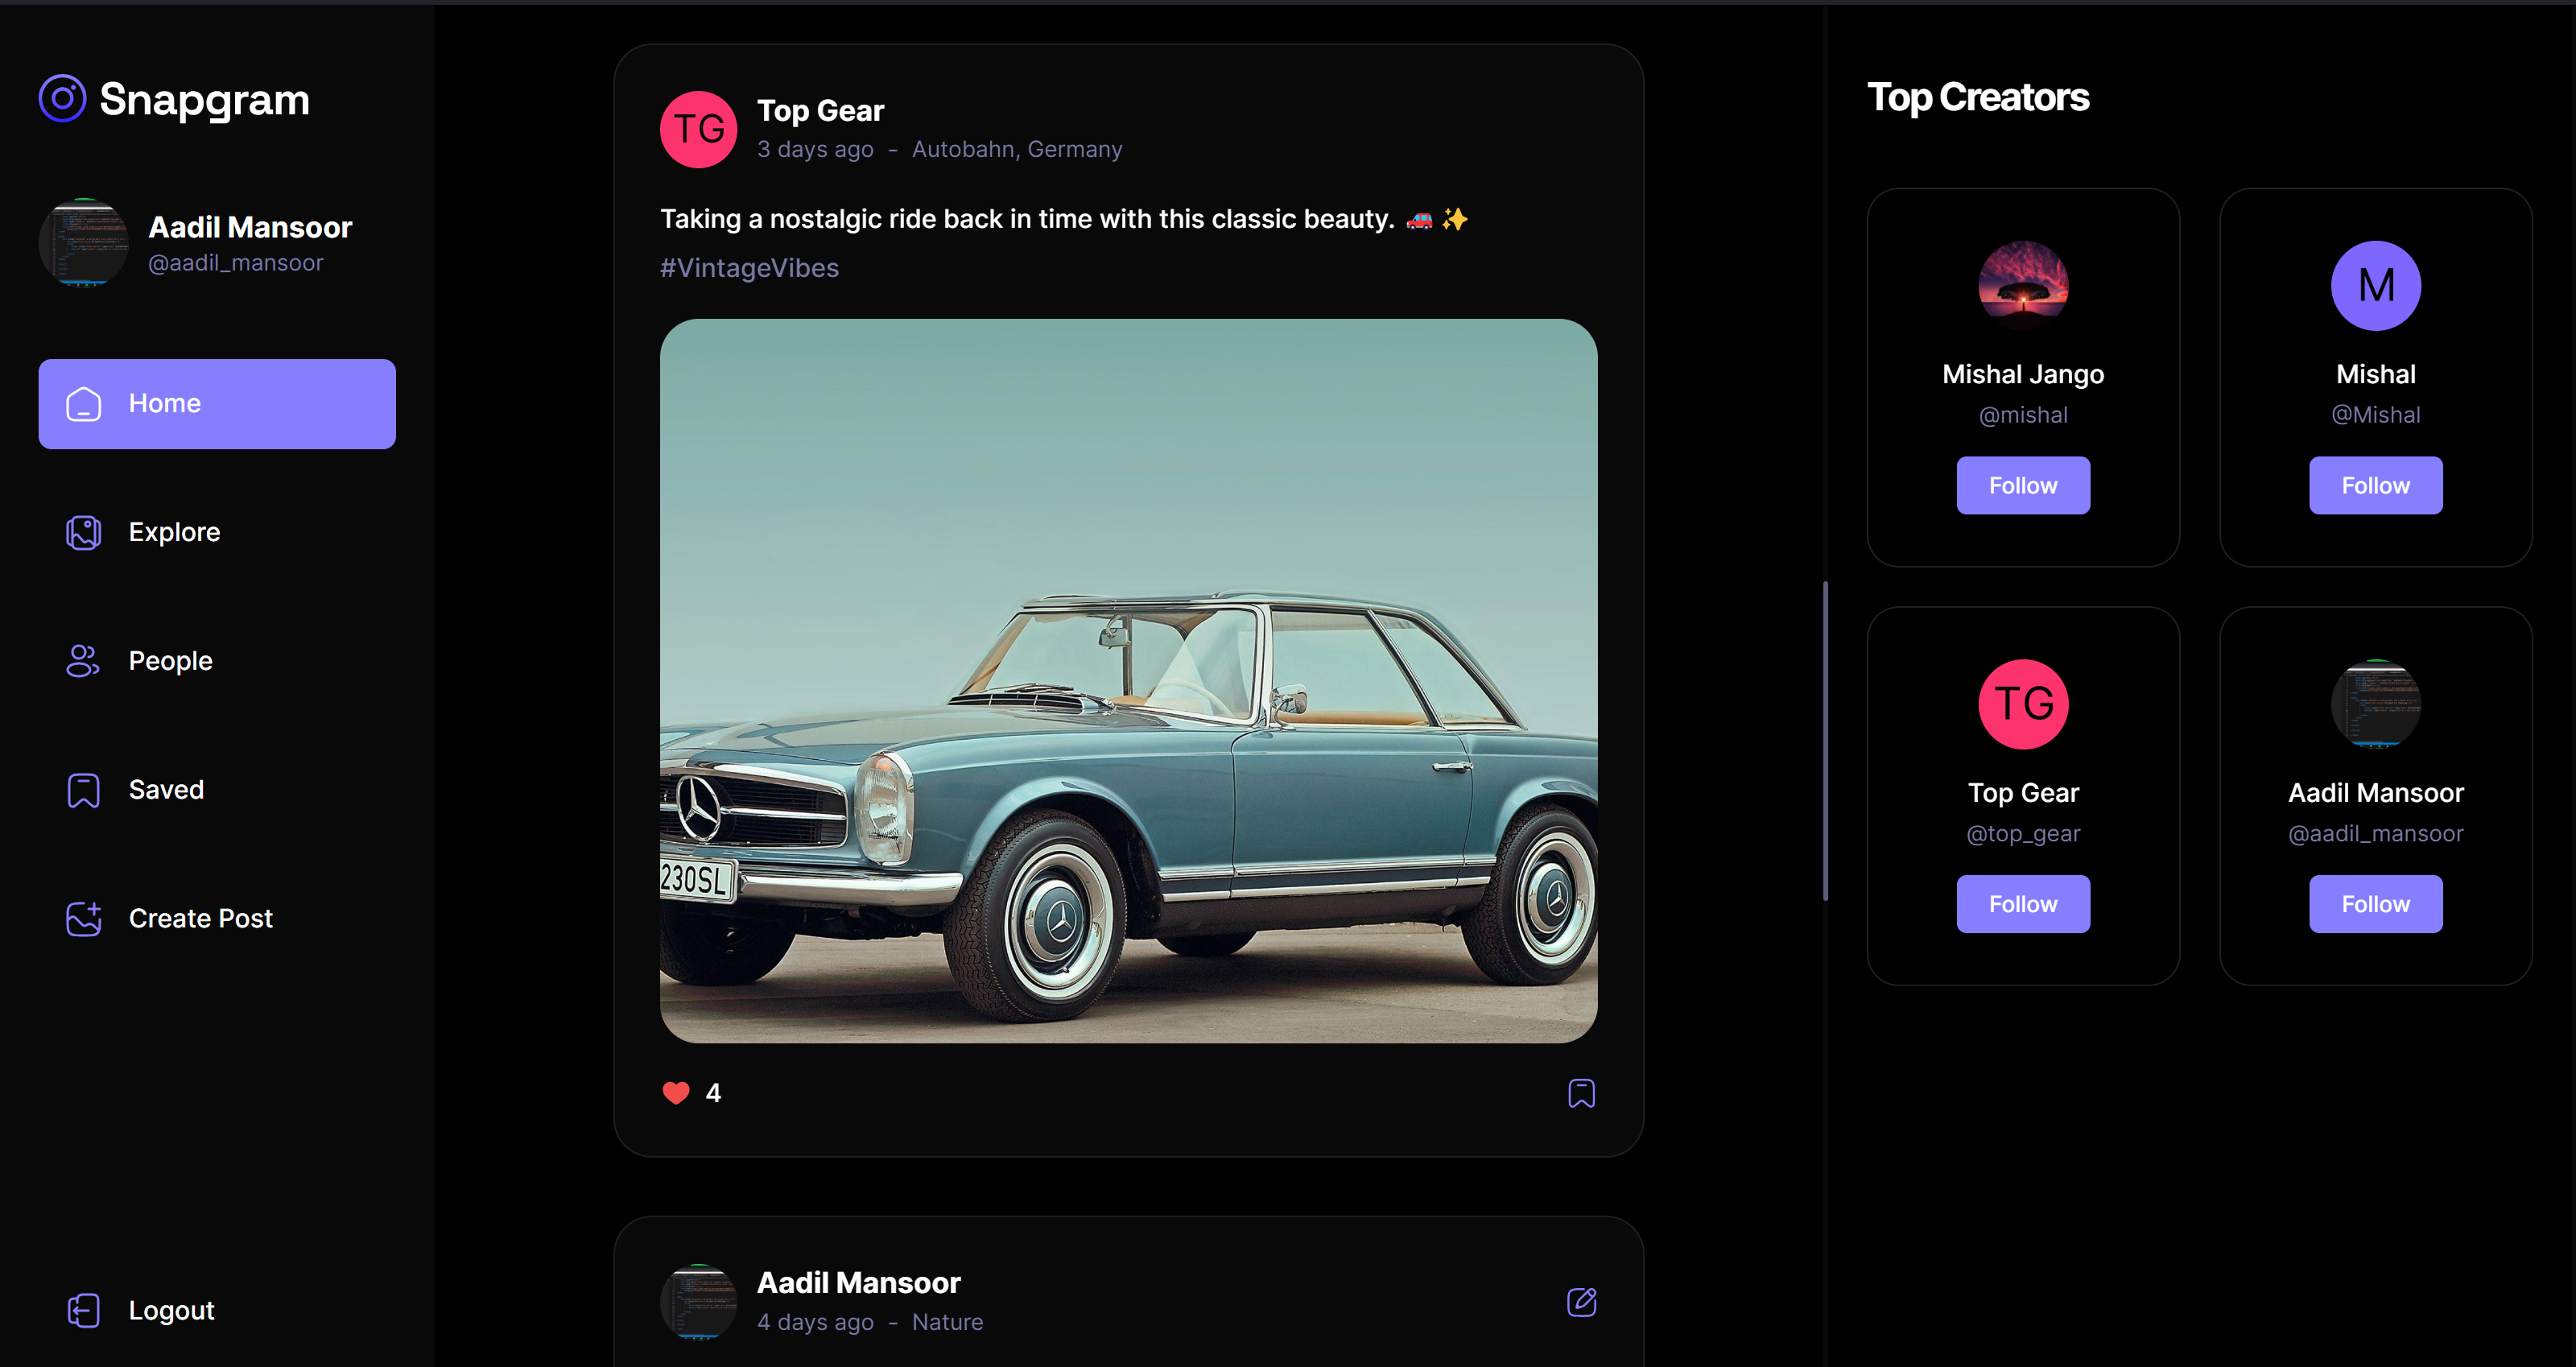 Snapgram
Aadil Mansoor
@aadil_mansoor
Home
Explore
People
Saved
Create Post
Logout
TG
Top Gear
3 days ago - Autobahn, Germany
Taking a nostalgic ride back in time with this classic beauty. 🚗 ✨
#VintageVibes
230SL
4
Aadil Mansoor
4 days ago - Nature
Top Creators
Mishal Jango
@mishal
Follow
M
Mishal
@Mishal
Follow
TG
Top Gear
@top_gear
Follow
Aadil Mansoor
@aadil_mansoor
Follow